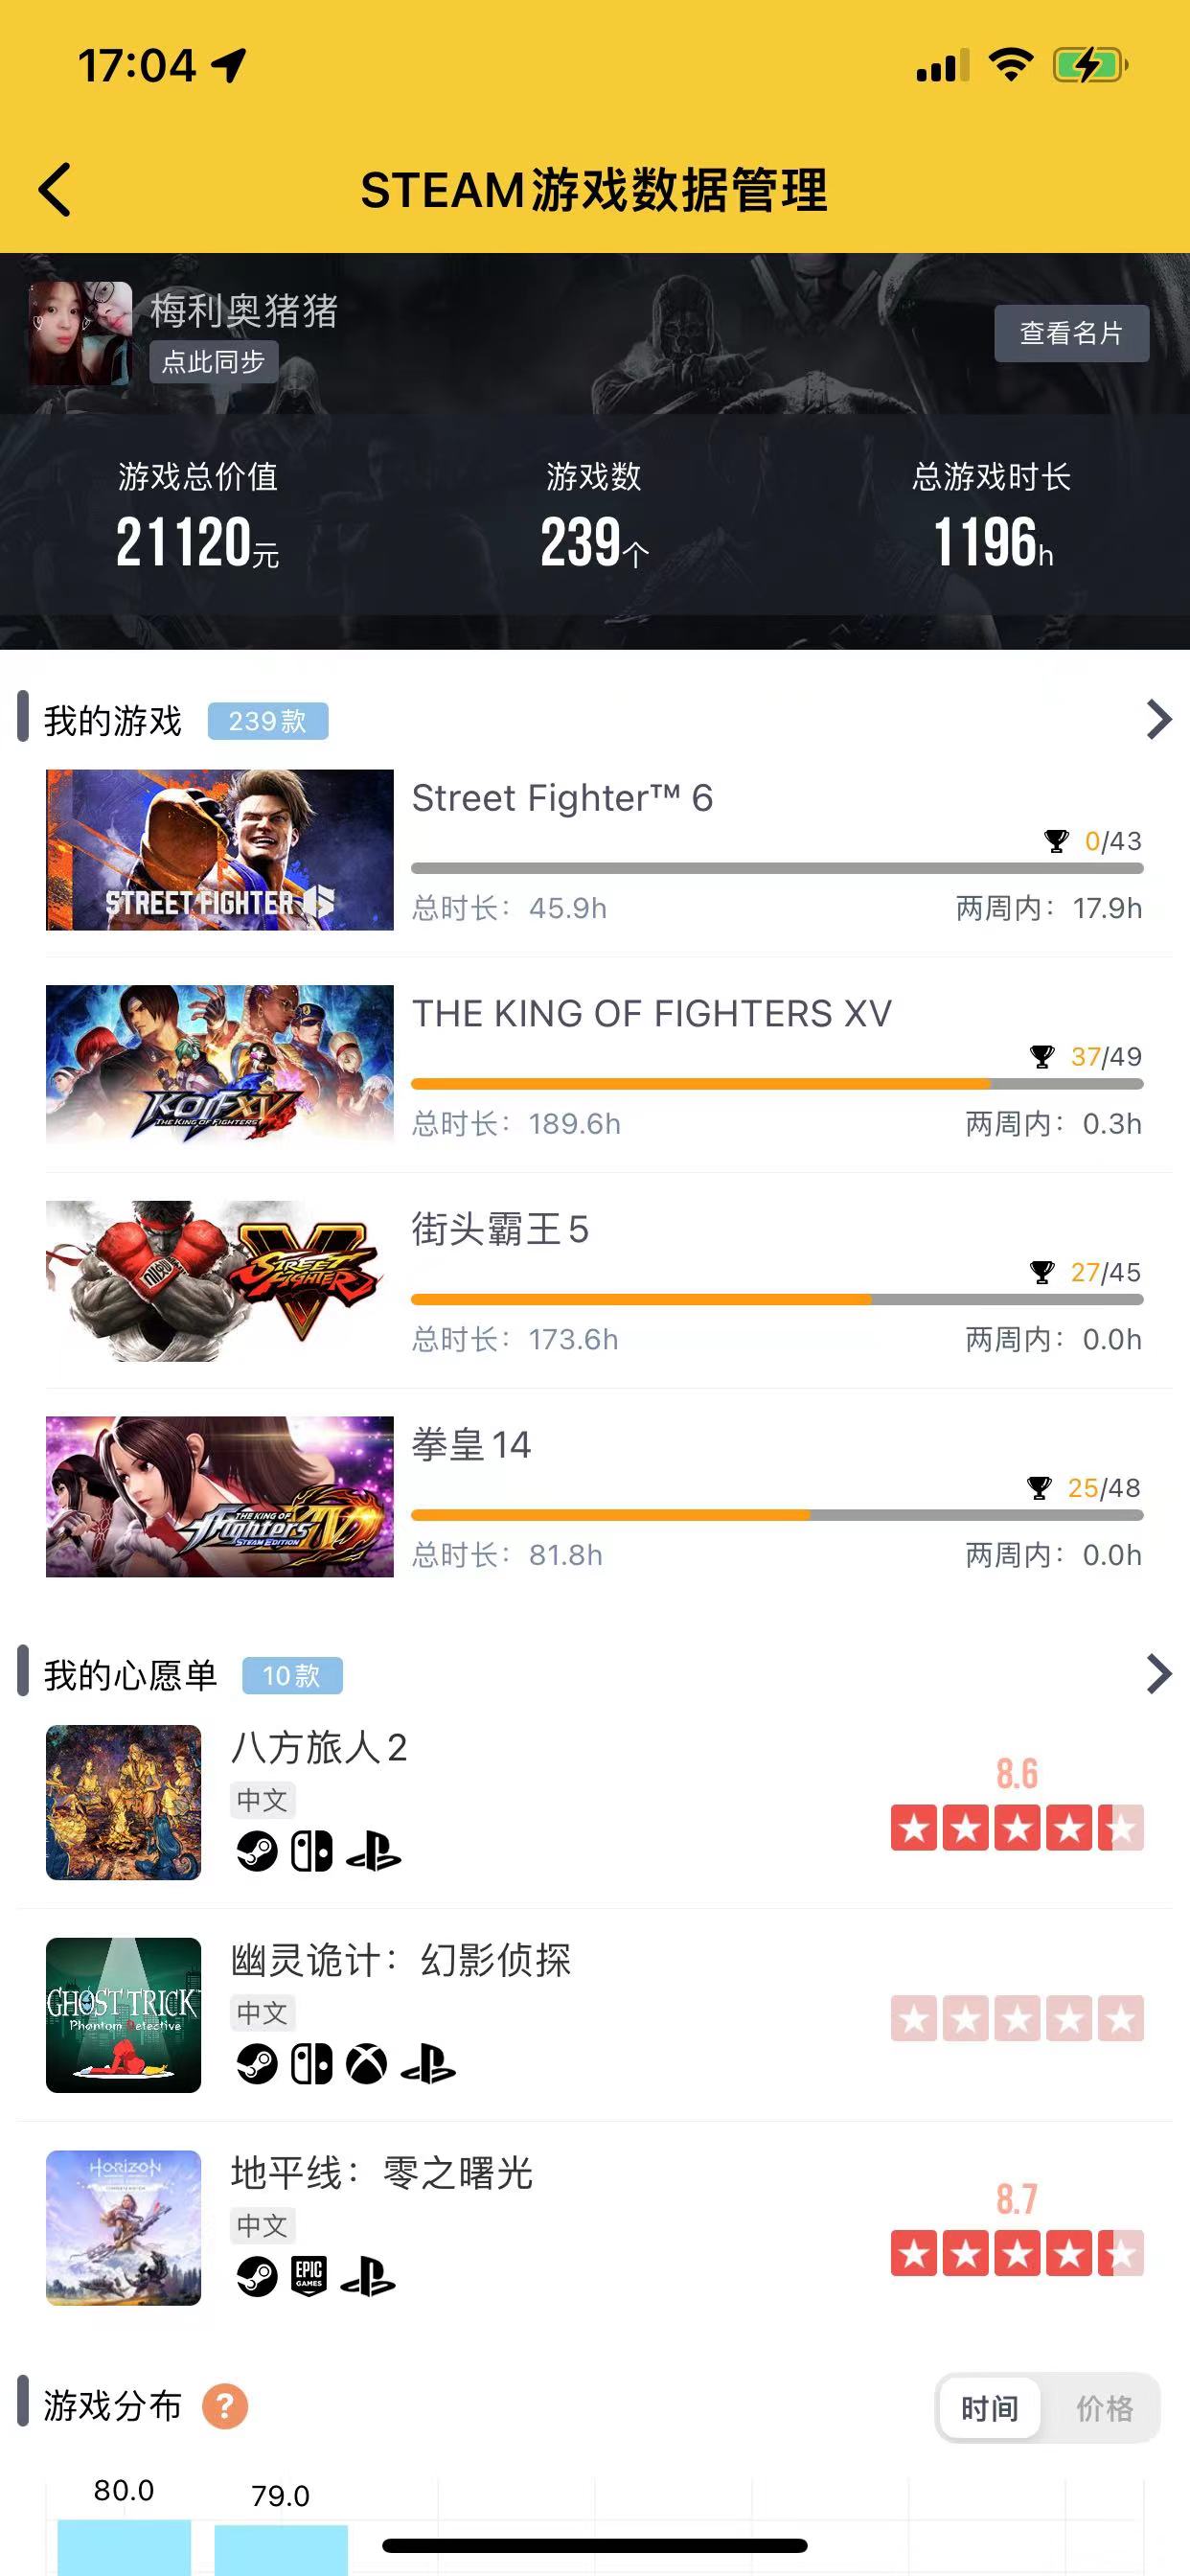 17:04
STEAM游戏数据管理
梅利奥猪猪
点此同步
查看名片
游戏总价值 游戏数 总游戏时长
21120元 239个 1196h
我的游戏 239款
STREET FIGHTER 6
Street Fighter™ 6
0/43
总时长：45.9h 两周内：17.9h
KOF XV
THE KING OF FIGHTERS
THE KING OF FIGHTERS XV
37/49
总时长：189.6h 两周内：0.3h
STREET FIGHTER V
街头霸王5
27/45
总时长：173.6h 两周内：0.0h
THE KING OF
Fighters XIV
STEAM EDITION
拳皇14
25/48
总时长：81.8h 两周内：0.0h
我的心愿单 10款
八方旅人2
中文
8.6
GHOST TRICK
Phantom Detective
幽灵诡计：幻影侦探
中文
HORIZON
地平线：零之曙光
中文
EPIC
GAMES
8.7
游戏分布 ? 时间 价格
80.0 79.0